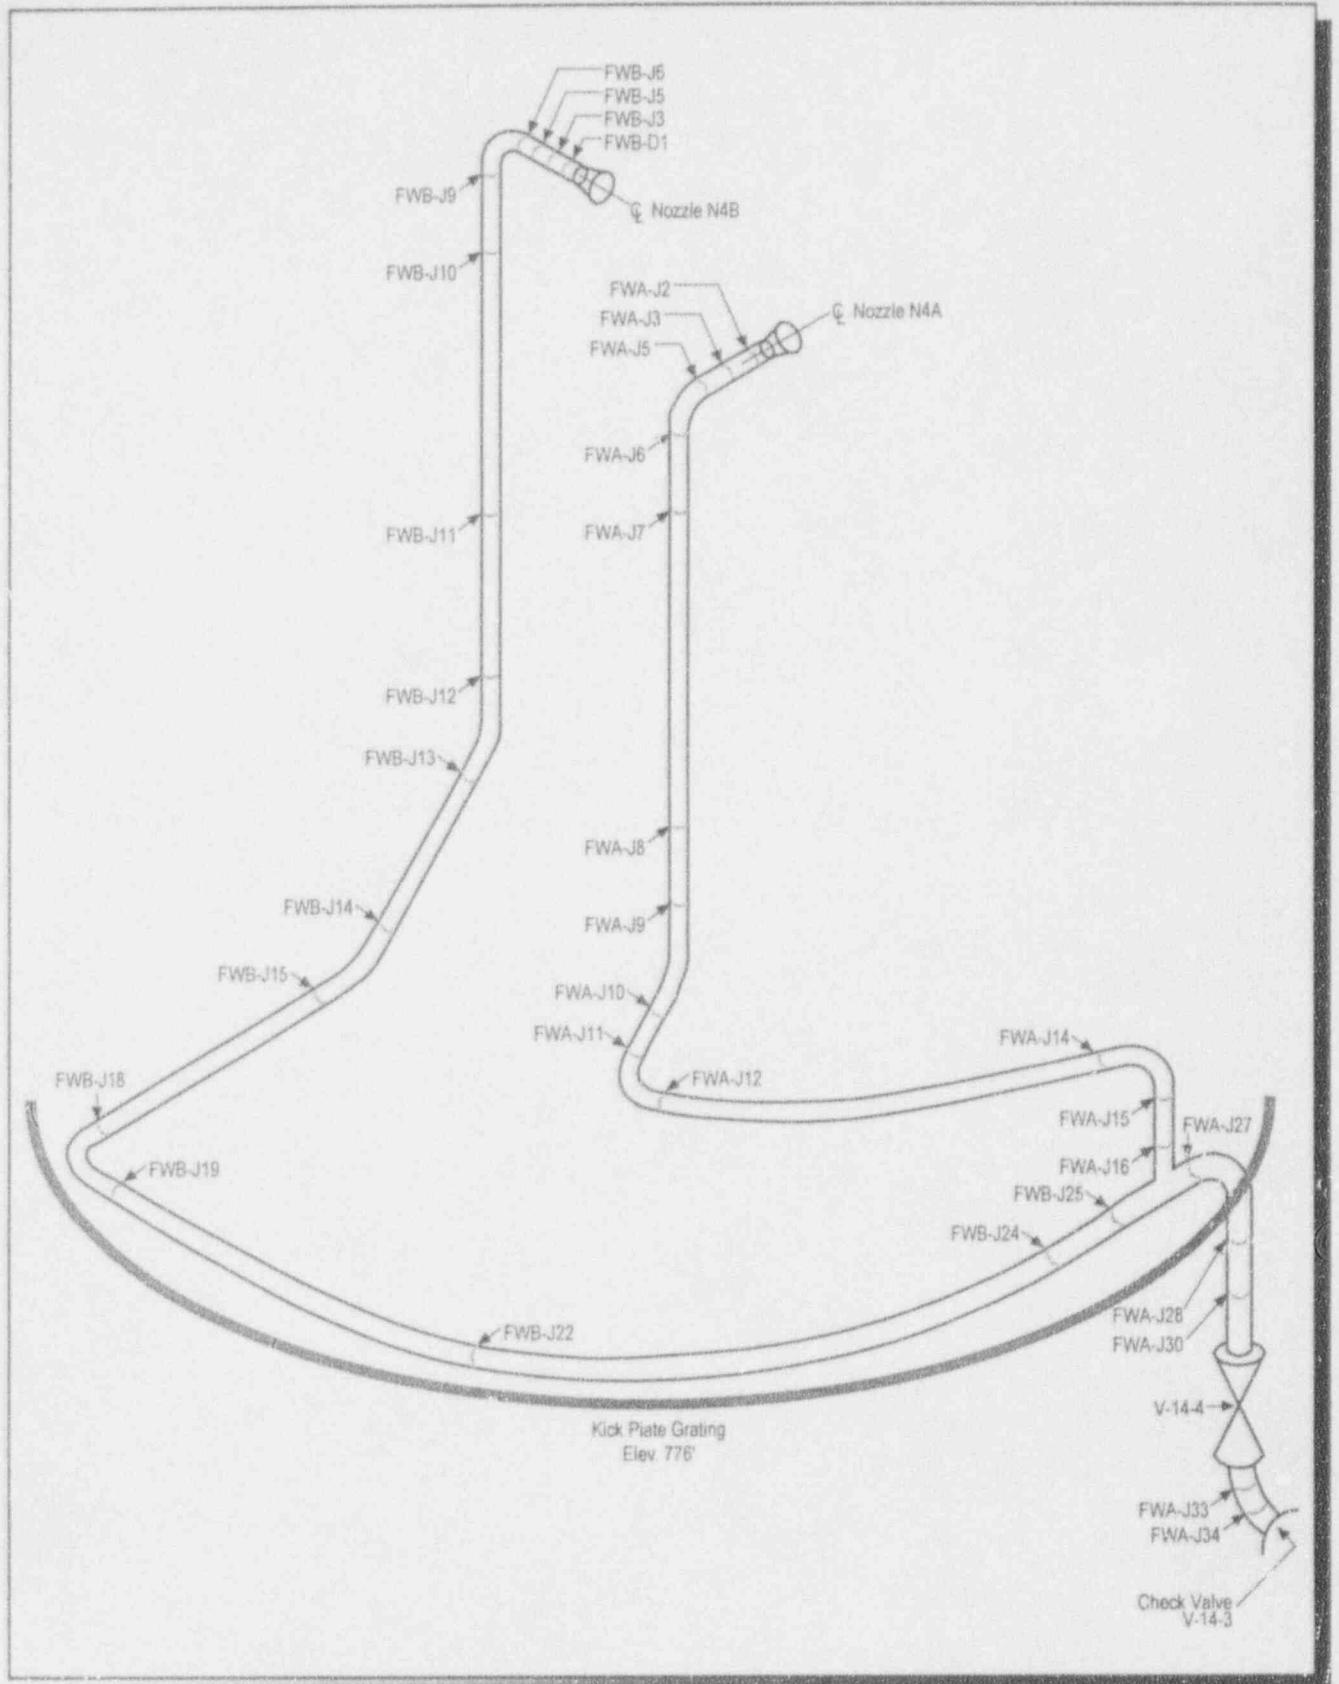 FWB-J6
FWB-J5
FWB-J3
FWB-D1
FWB-J9
℄ Nozzle N4B
FWB-J10
FWA-J2
℄ Nozzle N4A
FWA-J3
FWA-J5
FWA-J6
FWB-J11
FWA-J7
FWB-J12
FWB-J13
FWA-J8
FWB-J14
FWA-J9
FWB-J15
FWA-J10
FWA-J11
FWA-J14
FWB-J18
FWA-J12
FWA-J15
FWA-J27
FWB-J19
FWA-J16
FWB-J25
FWB-J24
FWA-J28
FWB-J22
FWA-J30
V-14-4
Kick Plate Grating
Elev. 776'
FWA-J33
FWA-J34
Check Valve
V-14-3